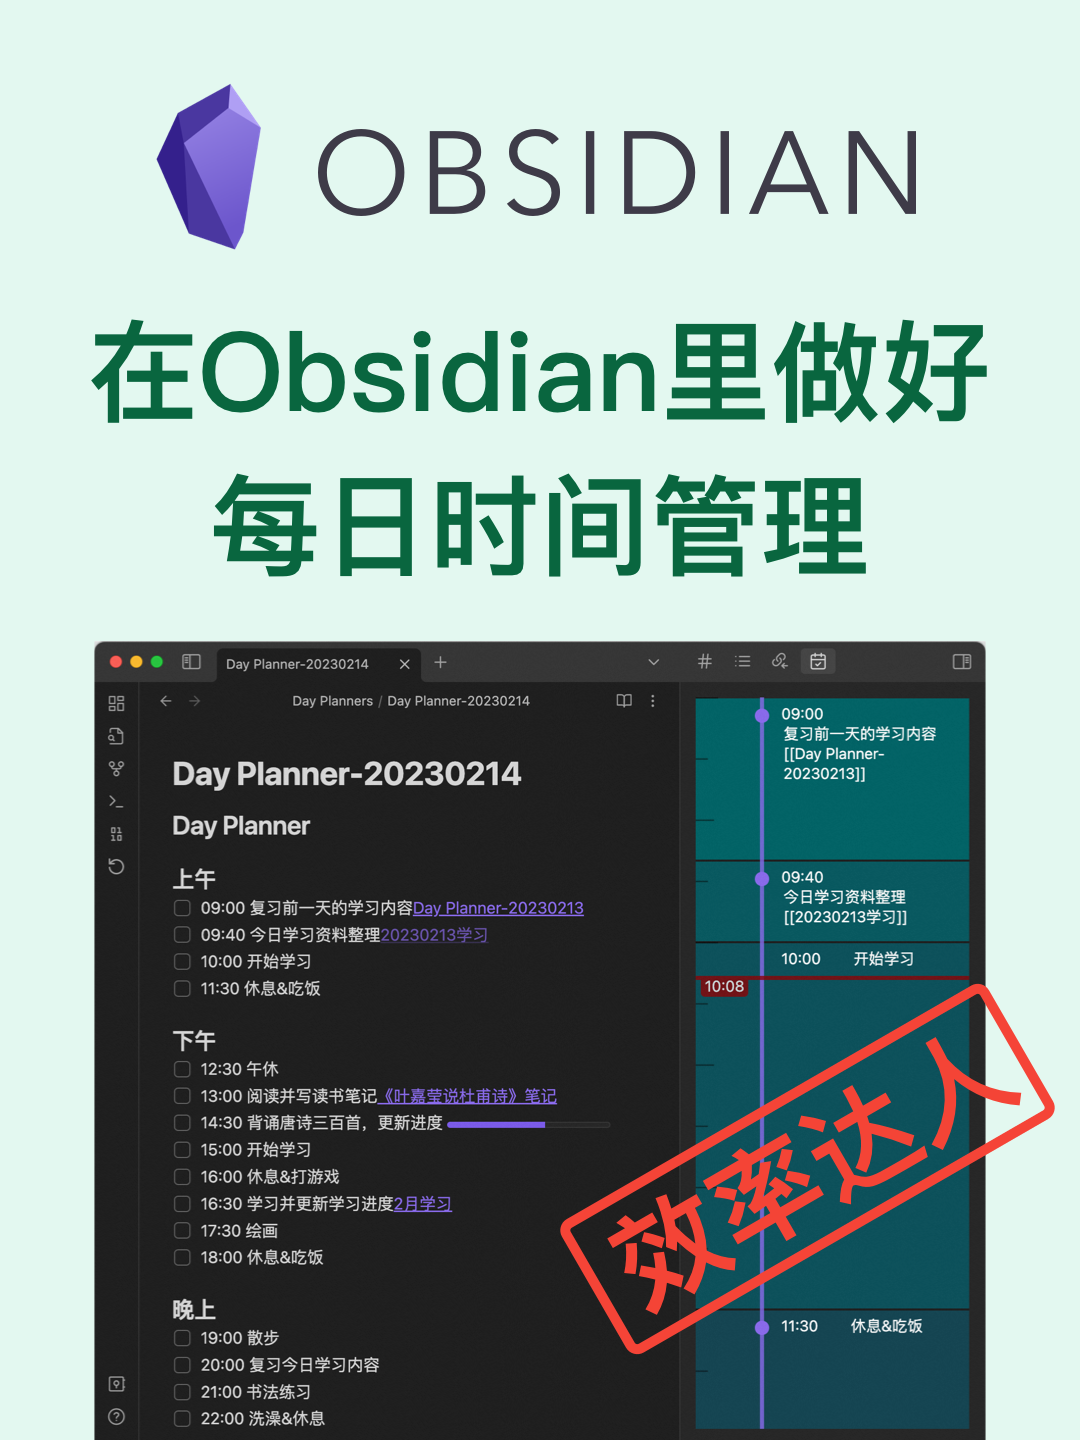 OBSIDIAN
在Obsidian里做好
每日时间管理
Day Planner-20230214
Day Planners / Day Planner-20230214
Day Planner-20230214
Day Planner
上午
09:00 复习前一天的学习内容Day Planner-20230213
09:40 今日学习资料整理20230213学习
10:00 开始学习
11:30 休息&吃饭
下午
12:30 午休
13:00 阅读并写读书笔记《叶嘉莹说杜甫诗》笔记
14:30 背诵唐诗三百首，更新进度
15:00 开始学习
16:00 休息&打游戏
16:30 学习并更新学习进度2月学习
17:30 绘画
18:00 休息&吃饭
晚上
19:00 散步
20:00 复习今日学习内容
21:00 书法练习
22:00 洗澡&休息
09:00
复习前一天的学习内容
[[Day Planner-
20230213]]
09:40
今日学习资料整理
[[20230213学习]]
10:00 开始学习
10:08
11:30 休息&吃饭
效率达人